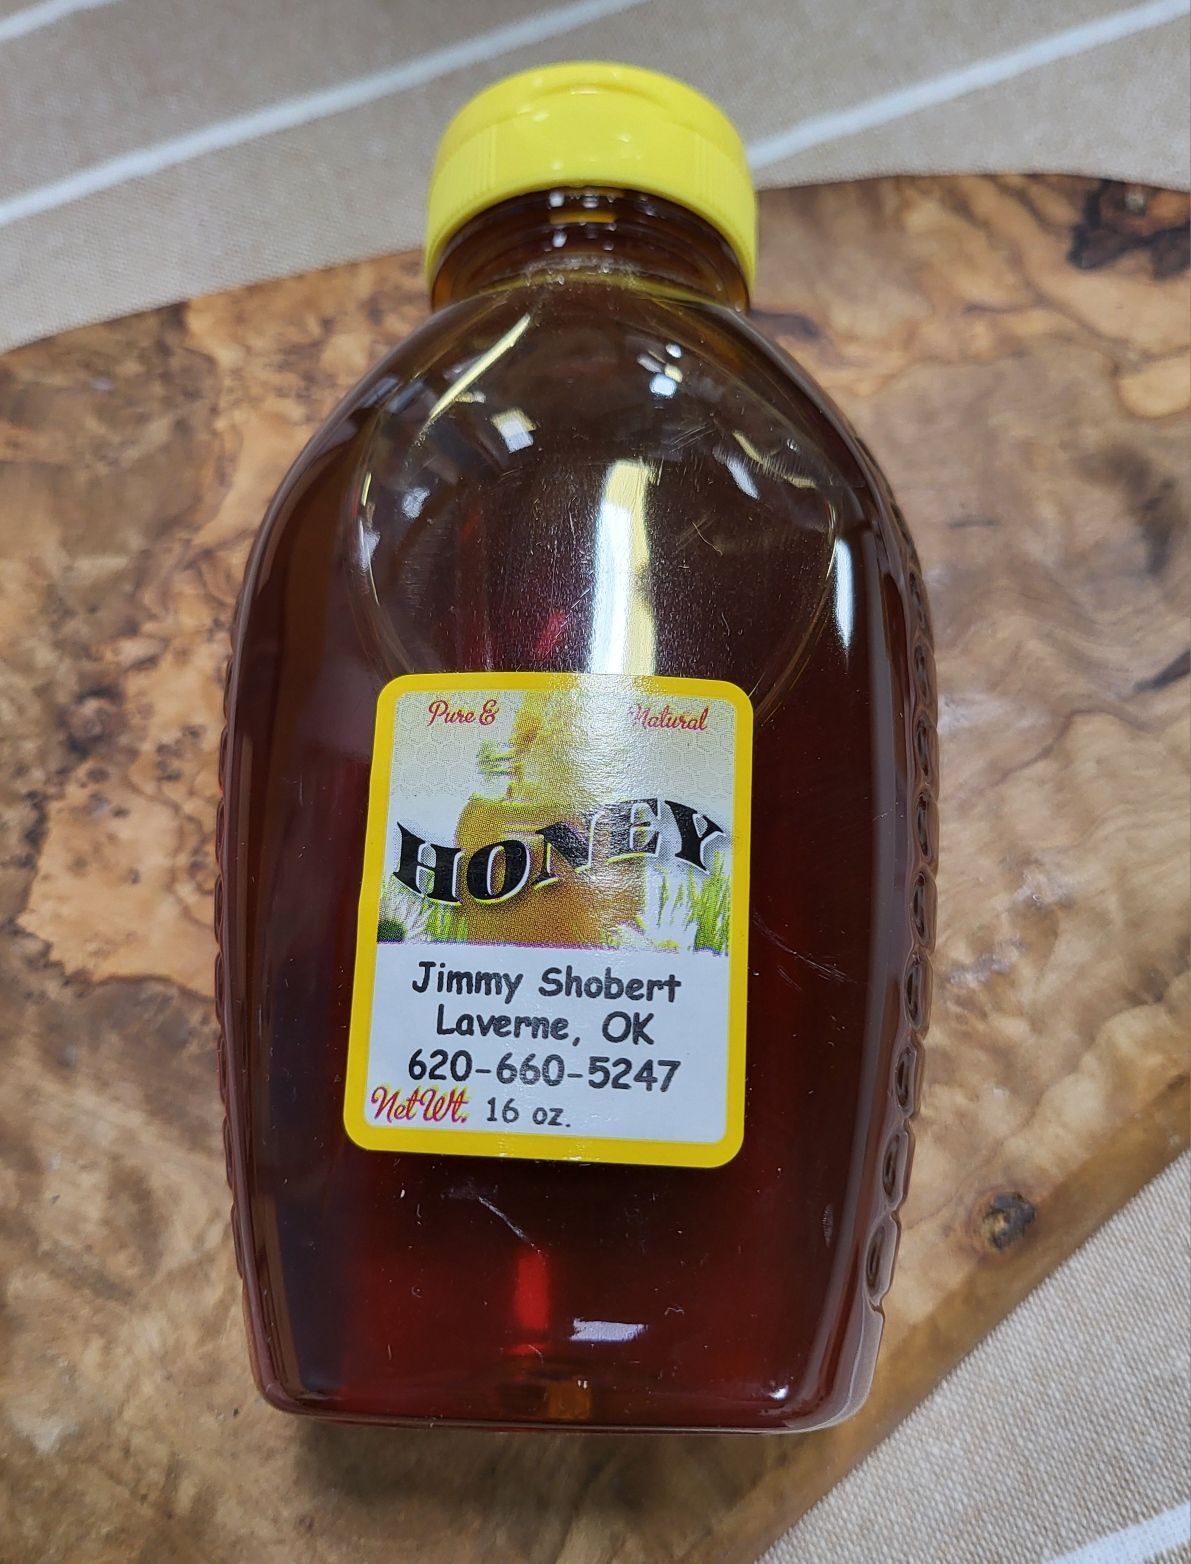 Pure & Natural
HONEY
Jimmy Shobert
Laverne, OK
620-660-5247
Net Wt. 16 oz.